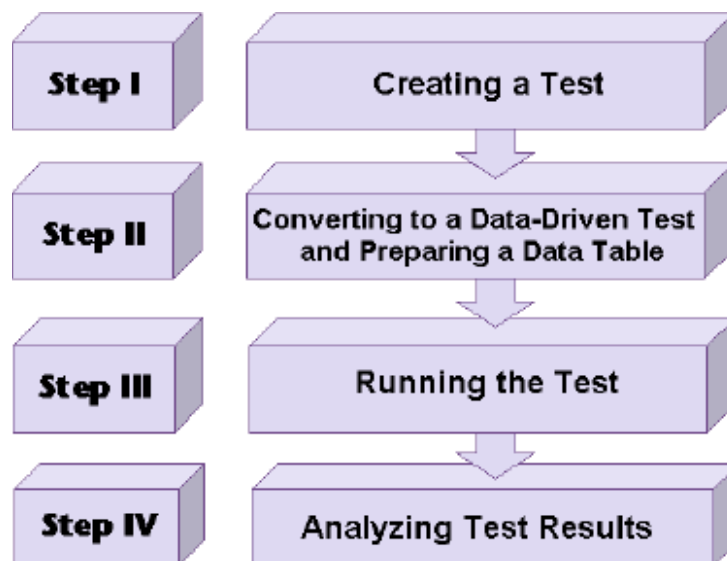 Step I
Creating a Test
Step II
Converting to a Data-Driven Test
and Preparing a Data Table
Step III
Running the Test
Step IV
Analyzing Test Results